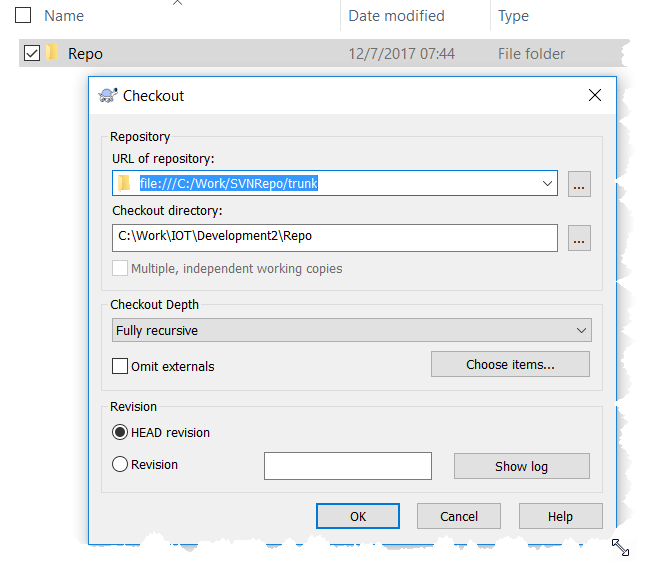 Name Date modified Type
Repo 12/7/2017 07:44 File folder
Checkout
Repository
URL of repository:
file:///C:/Work/SVNRepo/trunk ...
Checkout directory:
C:\Work\IOT\Development2\Repo ...
Multiple, independent working copies
Checkout Depth
Fully recursive
Omit externals Choose items...
Revision
HEAD revision
Revision Show log
OK Cancel Help